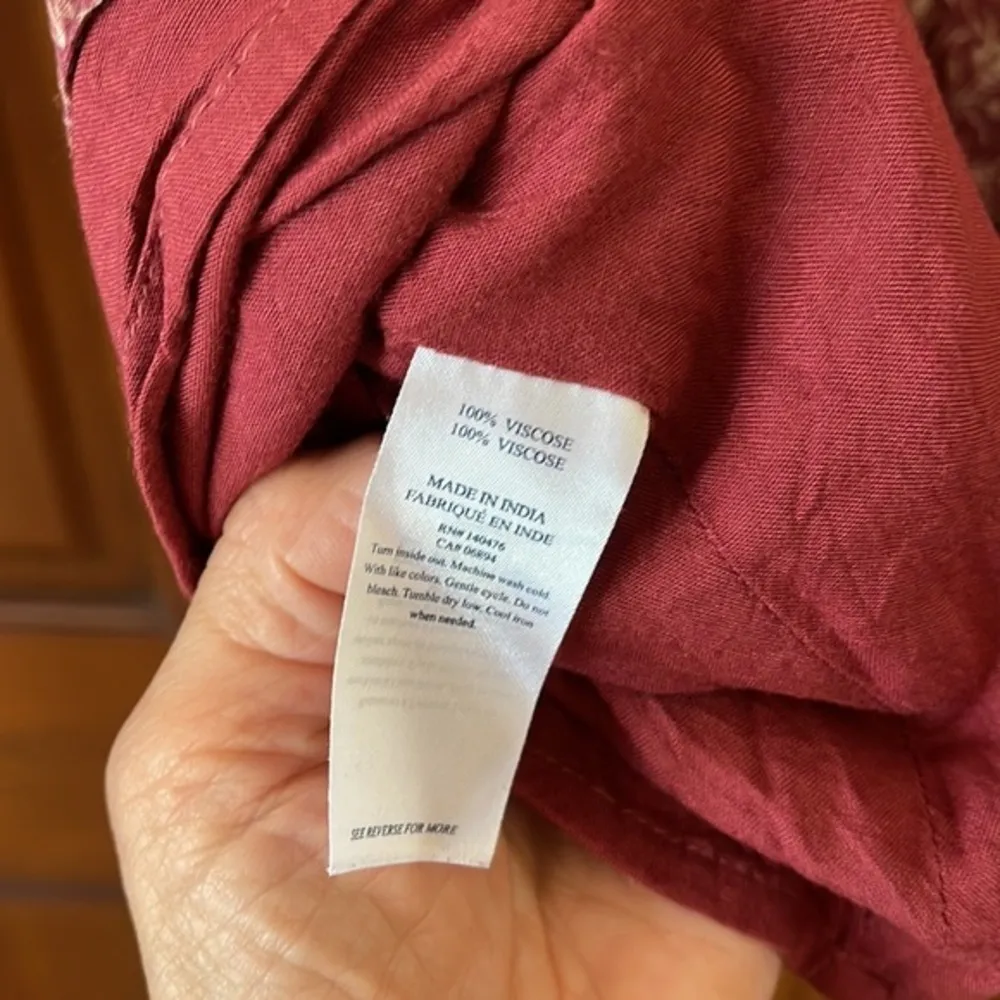 100% VISCOSE
100% VISCOSE
MADE IN INDIA
FABRIQUÉ EN INDE
RN# 140476
CA# 06894
Turn inside out. Machine wash cold.
With like colors. Gentle cycle. Do not
bleach. Tumble dry low. Cool iron
when needed.
SEE REVERSE FOR MORE